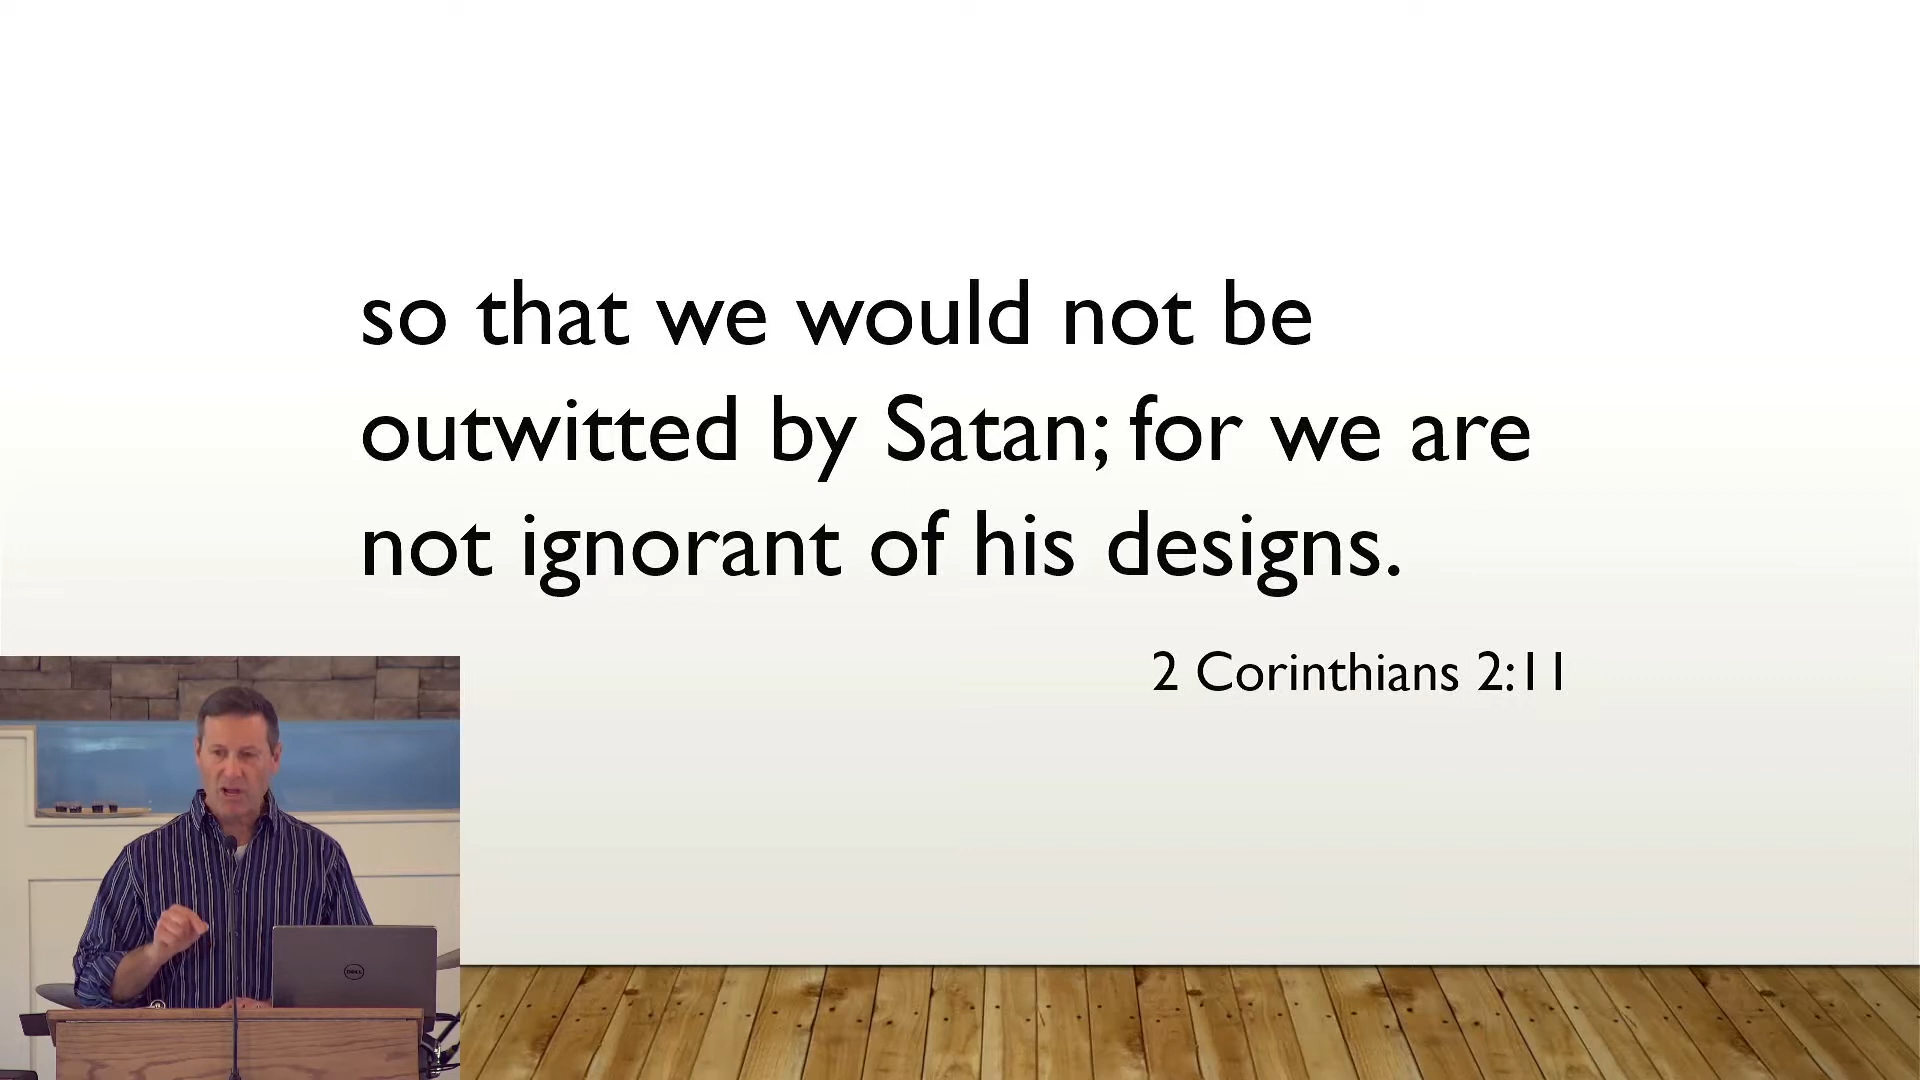 so that we would not be
outwitted by Satan; for we are
not ignorant of his designs.
2 Corinthians 2:11
DELL